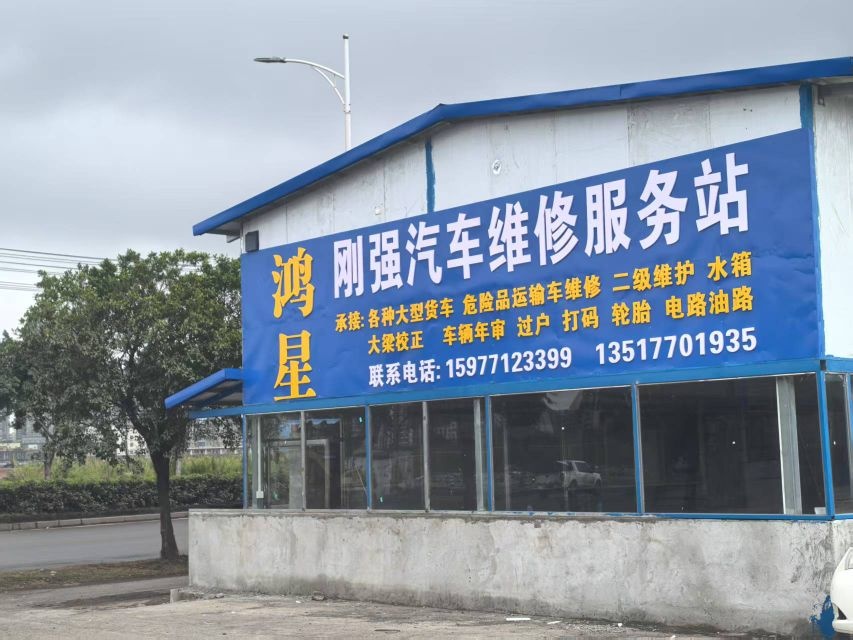 鸿星
刚强汽车维修服务站
承接:各种大型货车 危险品运输车维修 二级维护 水箱
大梁校正 车辆年审 过户 打码 轮胎 电路油路
联系电话:15977123399 13517701935